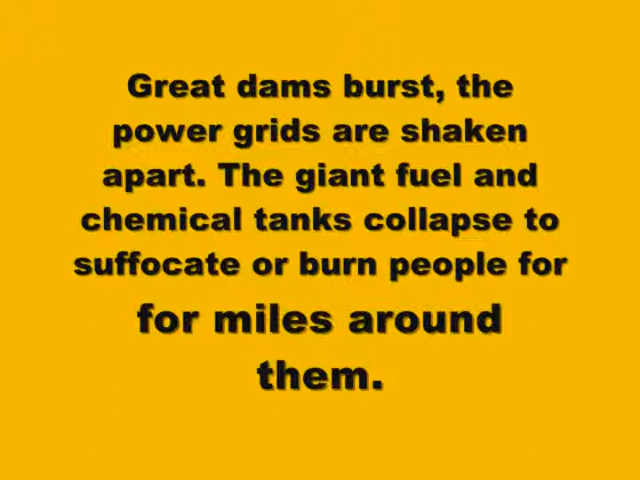 Great dams burst, the
power grids are shaken
apart. The giant fuel and
chemical tanks collapse to
suffocate or burn people for
for miles around
them.